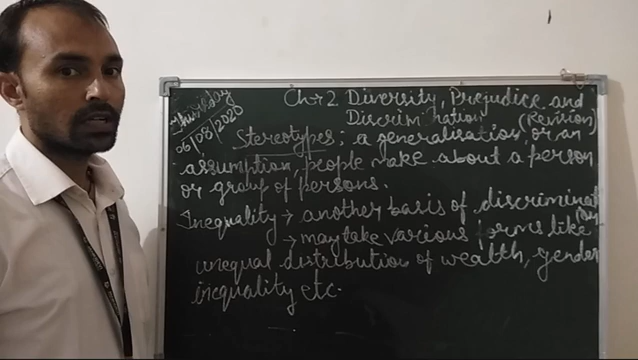 Thursday
06/08/2020
Ch→2 Diversity, Prejudice and
Discrimination (Revision)
Stereotypes; a generalisation, or an
assumption, people make about a person
or group of persons.
Inequality → another basis of discrimination
→ may take various forms like
unequal distribution of wealth, gender
inequality etc.